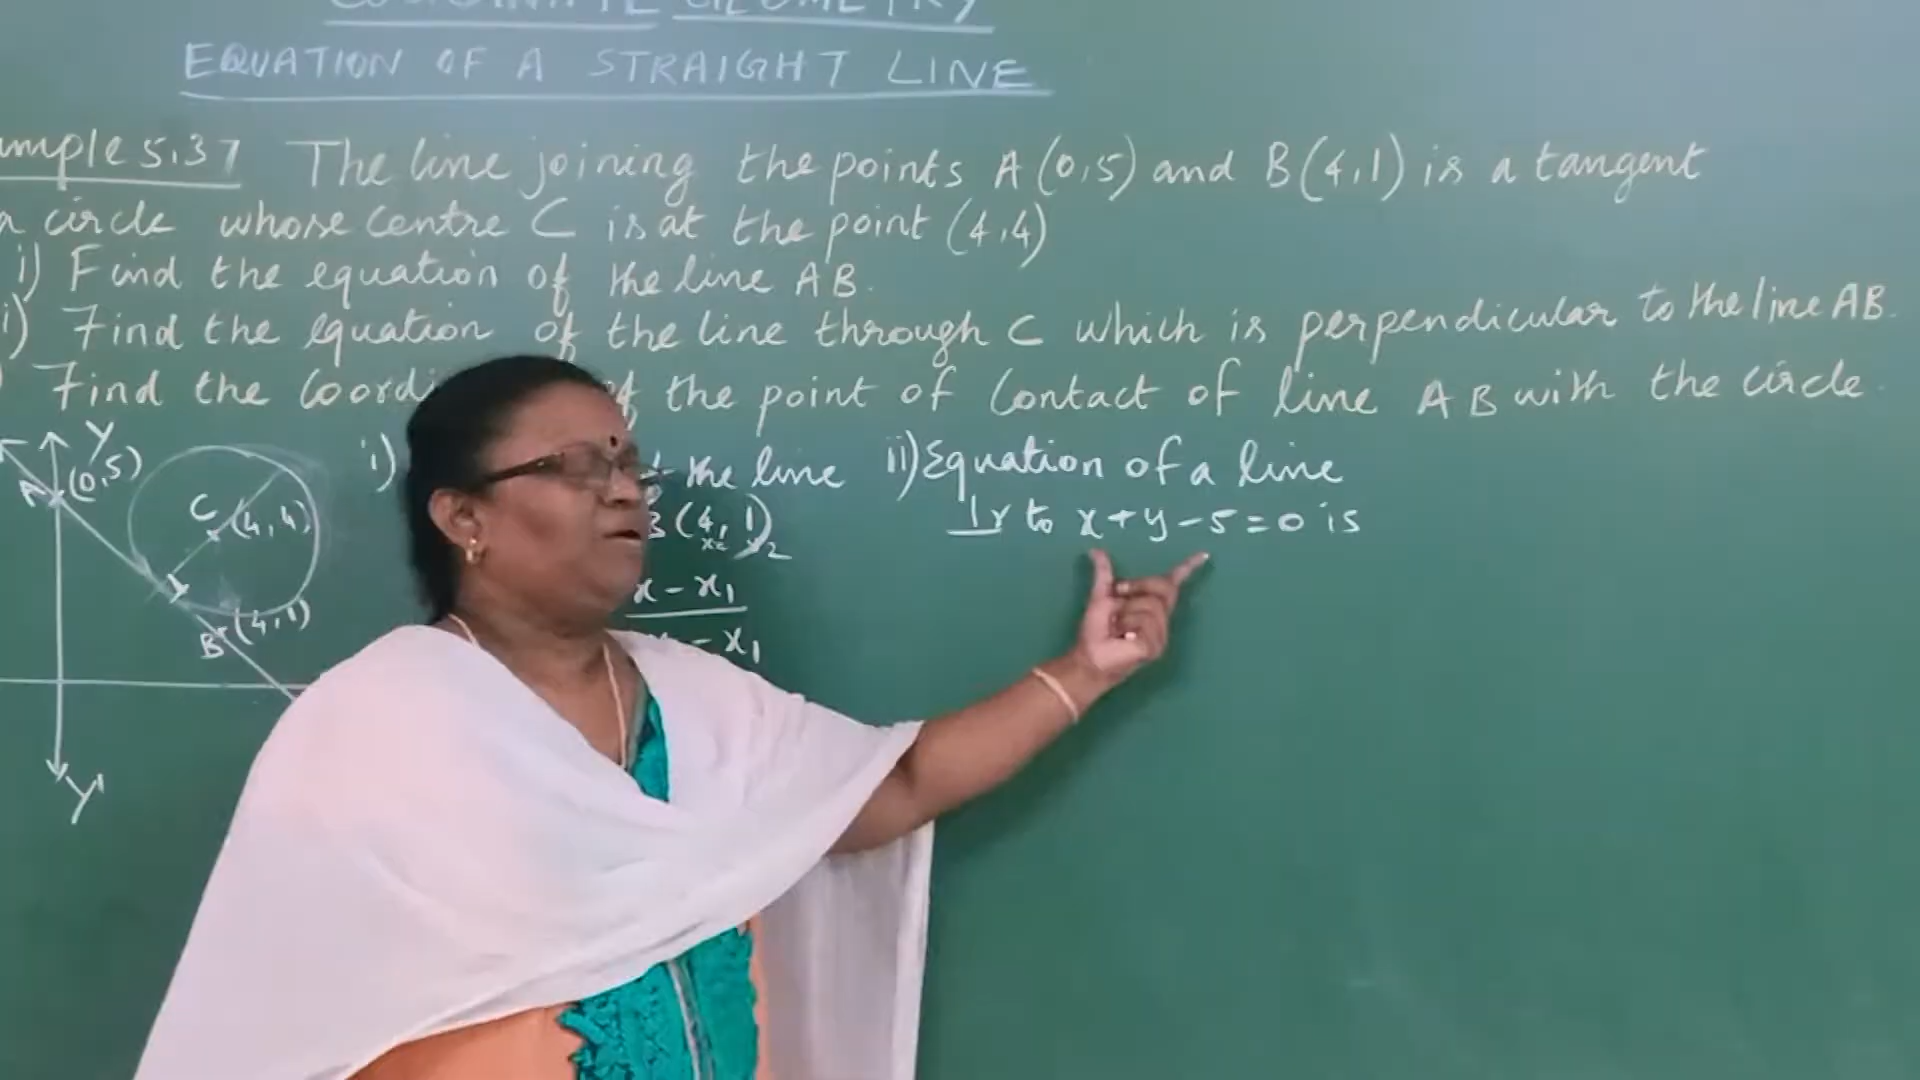 GEOMETRY
EQUATION OF A STRAIGHT LINE
ample 5.37 The line joining the points A (0,5) and B (4,1) is a tangent
a circle whose centre C is at the point (4,4)
i) Find the equation of the line AB.
i) Find the equation of the line through C which is perpendicular to the line AB.
Find the Coordi of the point of Contact of line AB with the circle.
Y
A (0,5)
C (4,4)
B (4,1)
Y'
i) the line
B (4, 1)
x2 y2
x - x1
- x1
ii) Equation of a line
⊥r to x+y-5=0 is